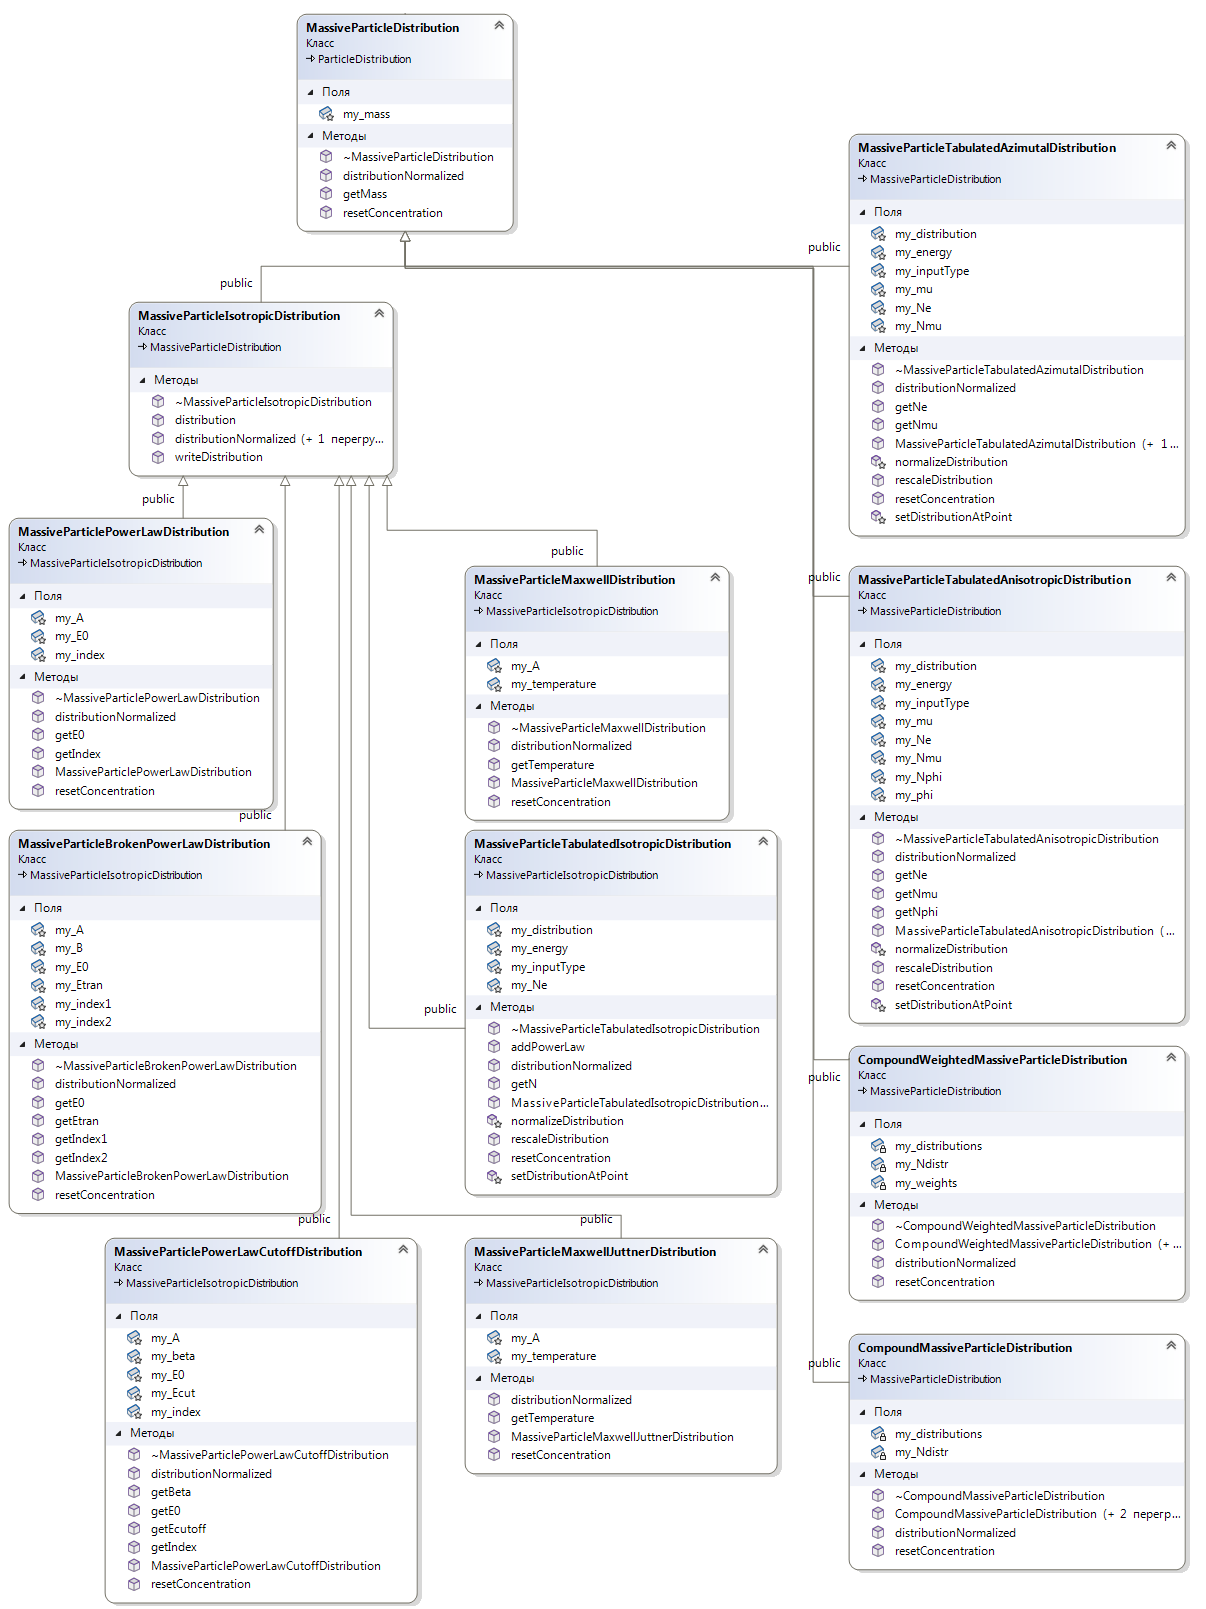 MassiveParticleDistribution
Класс
ParticleDistribution
Поля
my_mass
Методы
~MassiveParticleDistribution
distributionNormalized
getMass
resetConcentration
public
MassiveParticleIsotropicDistribution
Класс
MassiveParticleDistribution
Методы
~MassiveParticleIsotropicDistribution
distribution
distributionNormalized (+ 1 перегру...
writeDistribution
public
MassiveParticlePowerLawDistribution
Класс
MassiveParticleIsotropicDistribution
Поля
my_A
my_E0
my_index
Методы
~MassiveParticlePowerLawDistribution
distributionNormalized
getE0
getIndex
MassiveParticlePowerLawDistribution
resetConcentration
public
MassiveParticleBrokenPowerLawDistribution
Класс
MassiveParticleIsotropicDistribution
Поля
my_A
my_B
my_E0
my_Etran
my_index1
my_index2
Методы
~MassiveParticleBrokenPowerLawDistribution
distributionNormalized
getE0
getEtran
getIndex1
getIndex2
MassiveParticleBrokenPowerLawDistribution
resetConcentration
public
MassiveParticlePowerLawCutoffDistribution
Класс
MassiveParticleIsotropicDistribution
Поля
my_A
my_beta
my_E0
my_Ecut
my_index
Методы
~MassiveParticlePowerLawCutoffDistribution
distributionNormalized
getBeta
getE0
getEcutoff
getIndex
MassiveParticlePowerLawCutoffDistribution
resetConcentration
public
MassiveParticleMaxwellDistribution
Класс
MassiveParticleIsotropicDistribution
Поля
my_A
my_temperature
Методы
~MassiveParticleMaxwellDistribution
distributionNormalized
getTemperature
MassiveParticleMaxwellDistribution
resetConcentration
public
MassiveParticleTabulatedIsotropicDistribution
Класс
MassiveParticleIsotropicDistribution
Поля
my_distribution
my_energy
my_inputType
my_Ne
Методы
~MassiveParticleTabulatedIsotropicDistribution
addPowerLaw
distributionNormalized
getN
MassiveParticleTabulatedIsotropicDistribution...
normalizeDistribution
rescaleDistribution
resetConcentration
setDistributionAtPoint
public
MassiveParticleMaxwellJuttnerDistribution
Класс
MassiveParticleIsotropicDistribution
Поля
my_A
my_temperature
Методы
distributionNormalized
getTemperature
MassiveParticleMaxwellJuttnerDistribution
resetConcentration
public
MassiveParticleTabulatedAzimutalDistribution
Класс
MassiveParticleDistribution
Поля
my_distribution
my_energy
my_inputType
my_mu
my_Ne
my_Nmu
Методы
~MassiveParticleTabulatedAzimutalDistribution
distributionNormalized
getNe
getNmu
MassiveParticleTabulatedAzimutalDistribution (+ 1 ...
normalizeDistribution
rescaleDistribution
resetConcentration
setDistributionAtPoint
public
MassiveParticleTabulatedAnisotropicDistribution
Класс
MassiveParticleDistribution
Поля
my_distribution
my_energy
my_inputType
my_mu
my_Ne
my_Nmu
my_Nphi
my_phi
Методы
~MassiveParticleTabulatedAnisotropicDistribution
distributionNormalized
getNe
getNmu
getNphi
MassiveParticleTabulatedAnisotropicDistribution (...
normalizeDistribution
rescaleDistribution
resetConcentration
setDistributionAtPoint
public
CompoundWeightedMassiveParticleDistribution
Класс
MassiveParticleDistribution
Поля
my_distributions
my_Ndistr
my_weights
Методы
~CompoundWeightedMassiveParticleDistribution
CompoundWeightedMassiveParticleDistribution (+ ...
distributionNormalized
resetConcentration
public
CompoundMassiveParticleDistribution
Класс
MassiveParticleDistribution
Поля
my_distributions
my_Ndistr
Методы
~CompoundMassiveParticleDistribution
CompoundMassiveParticleDistribution (+ 2 перегр...
distributionNormalized
resetConcentration